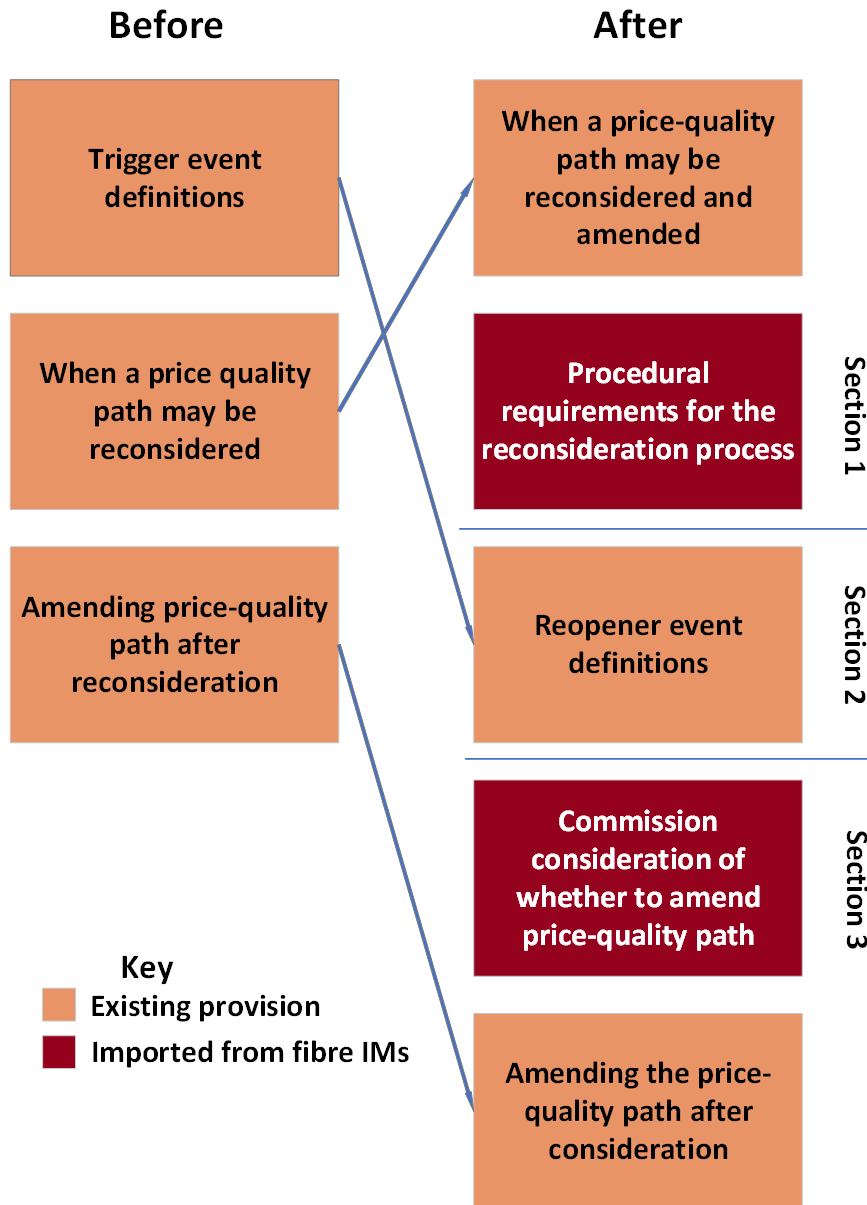 Before
Trigger event
definitions
When a price quality
path may be
reconsidered
Amending price-quality
path after
reconsideration
Key
Existing provision
Imported from fibre IMs
After
When a price-quality
path may be
reconsidered and
amended
Procedural
requirements for the
reconsideration process
Section 1
Reopener event
definitions
Section 2
Commission
consideration of
whether to amend
price-quality path
Section 3
Amending the price-
quality path after
consideration